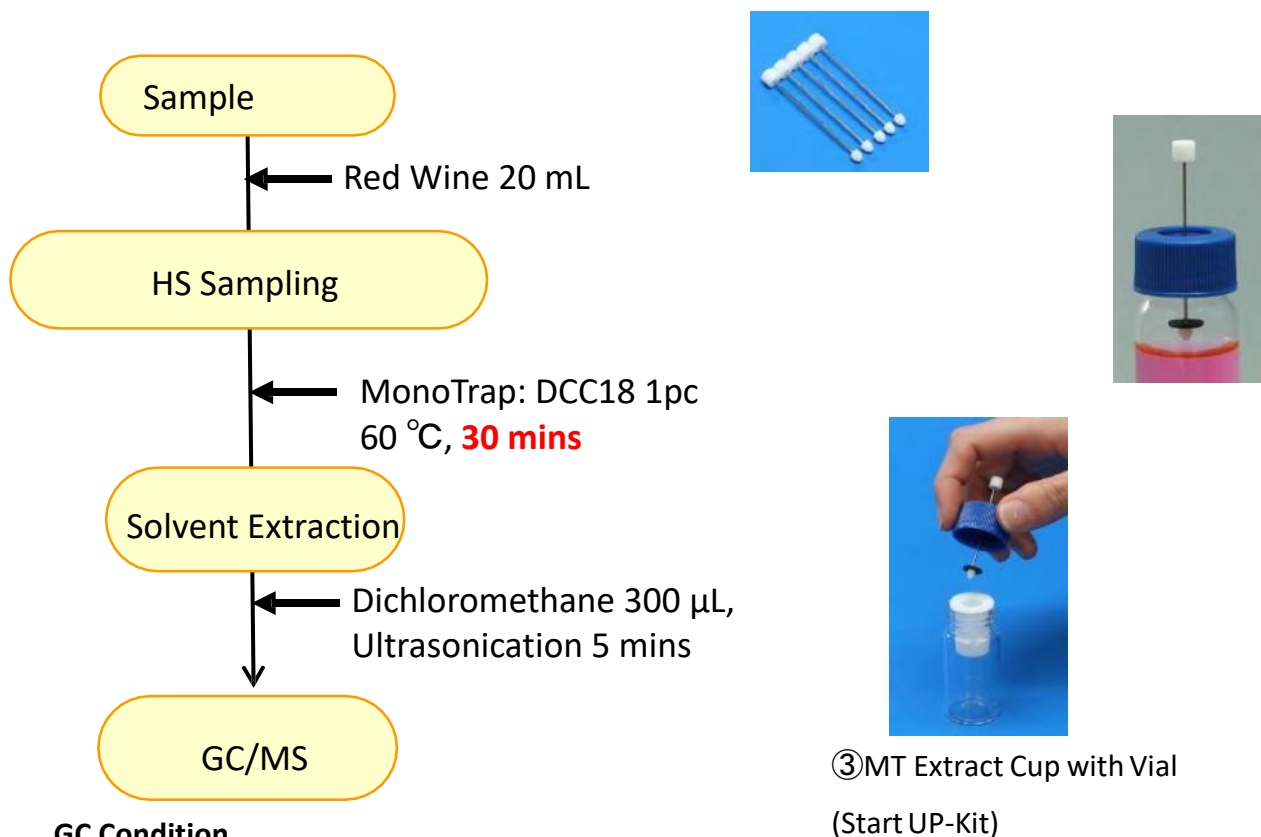 Sample
Red Wine 20 mL
HS Sampling
MonoTrap: DCC18 1pc
60 ℃, 30 mins
Solvent Extraction
Dichloromethane 300 µL,
Ultrasonication 5 mins
GC/MS
③MT Extract Cup with Vial
(Start UP-Kit)
GC Condition